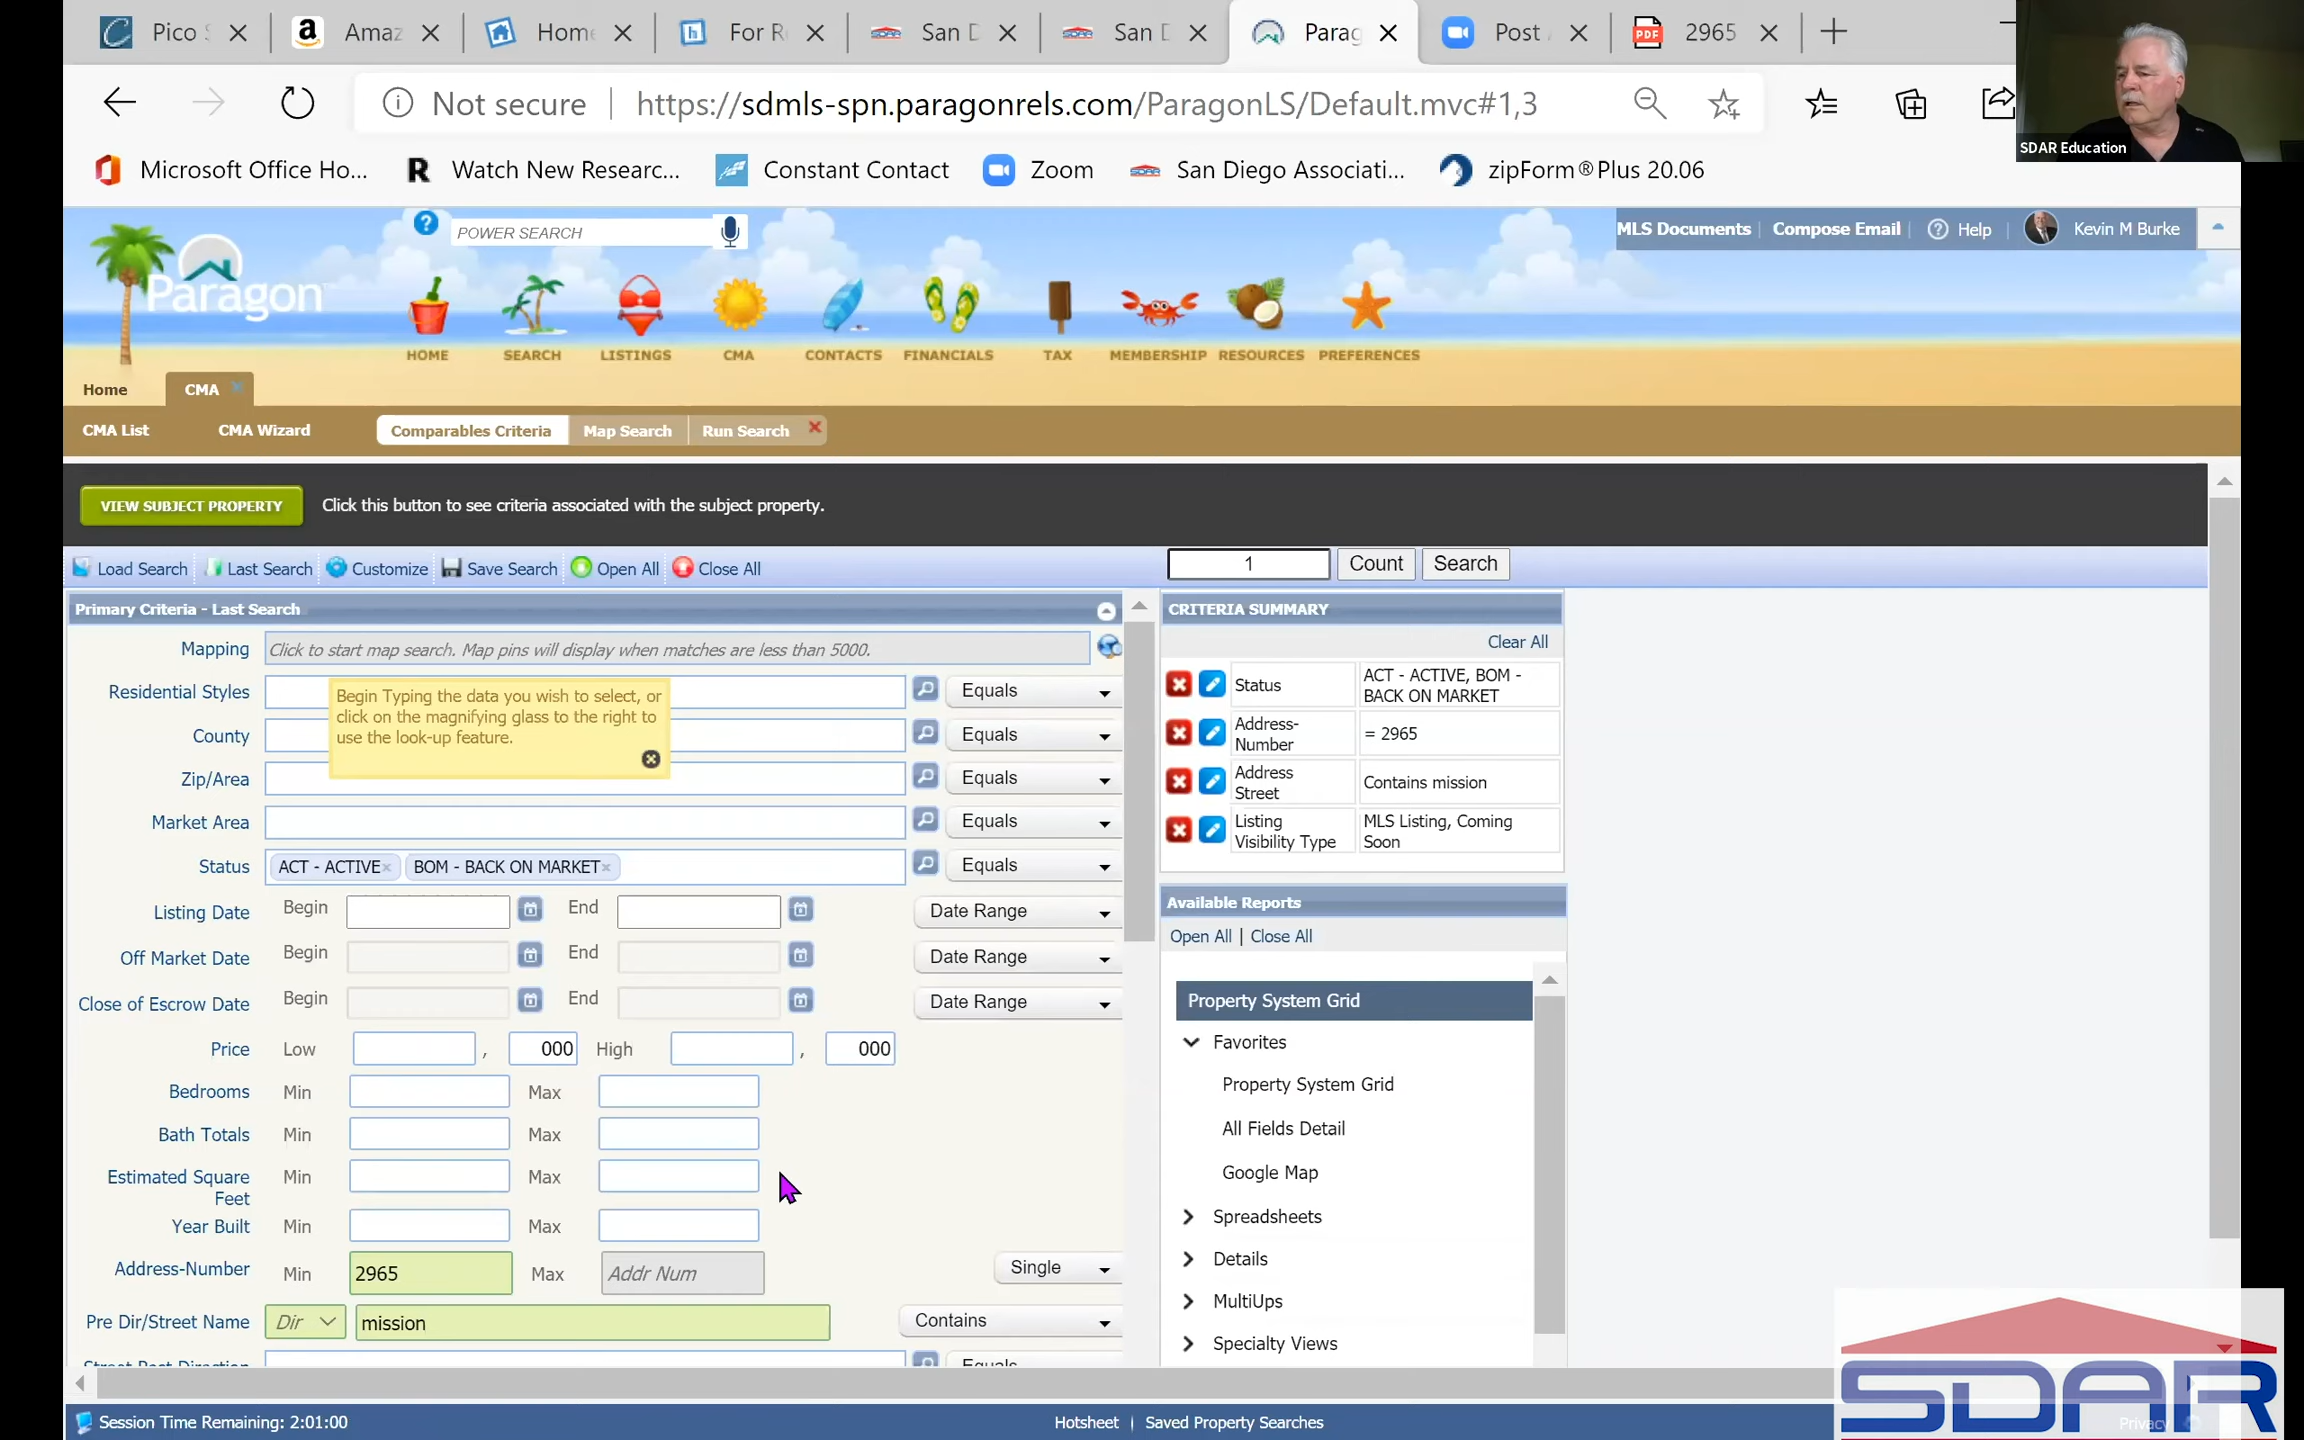 Pico S
Amaz
Home
For R
San D
San D
Parag
Post
PDF
2965
Not secure
https://sdmls-spn.paragonrels.com/ParagonLS/Default.mvc#1,3
SDAR Education
Microsoft Office Ho...
Watch New Researc...
Constant Contact
Zoom
San Diego Associati...
zipForm®Plus 20.06
POWER SEARCH
MLS Documents
Compose Email
Help
Kevin M Burke
Paragon
HOME
SEARCH
LISTINGS
CMA
CONTACTS
FINANCIALS
TAX
MEMBERSHIP
RESOURCES
PREFERENCES
Home
CMA
CMA List
CMA Wizard
Comparables Criteria
Map Search
Run Search
VIEW SUBJECT PROPERTY
Click this button to see criteria associated with the subject property.
Load Search
Last Search
Customize
Save Search
Open All
Close All
1
Count
Search
Primary Criteria - Last Search
Mapping
Click to start map search. Map pins will display when matches are less than 5000.
Residential Styles
Equals
Begin Typing the data you wish to select, or
click on the magnifying glass to the right to
use the look-up feature.
County
Equals
Zip/Area
Equals
Market Area
Equals
Status
ACT - ACTIVE×
BOM - BACK ON MARKET×
Equals
Listing Date
Begin
End
Date Range
Off Market Date
Begin
End
Date Range
Close of Escrow Date
Begin
End
Date Range
Price
Low
,
000
High
,
000
Bedrooms
Min
Max
Bath Totals
Min
Max
Estimated Square
Feet
Min
Max
Year Built
Min
Max
Address-Number
Min
2965
Max
Addr Num
Single
Pre Dir/Street Name
Dir
mission
Contains
Street Post Direction
Equals
CRITERIA SUMMARY
Clear All
Status
ACT - ACTIVE, BOM -
BACK ON MARKET
Address-
Number
= 2965
Address
Street
Contains mission
Listing
Visibility Type
MLS Listing, Coming
Soon
Available Reports
Open All | Close All
Property System Grid
Favorites
Property System Grid
All Fields Detail
Google Map
Spreadsheets
Details
MultiUps
Specialty Views
Session Time Remaining: 2:01:00
Hotsheet | Saved Property Searches
Privacy
SDAR